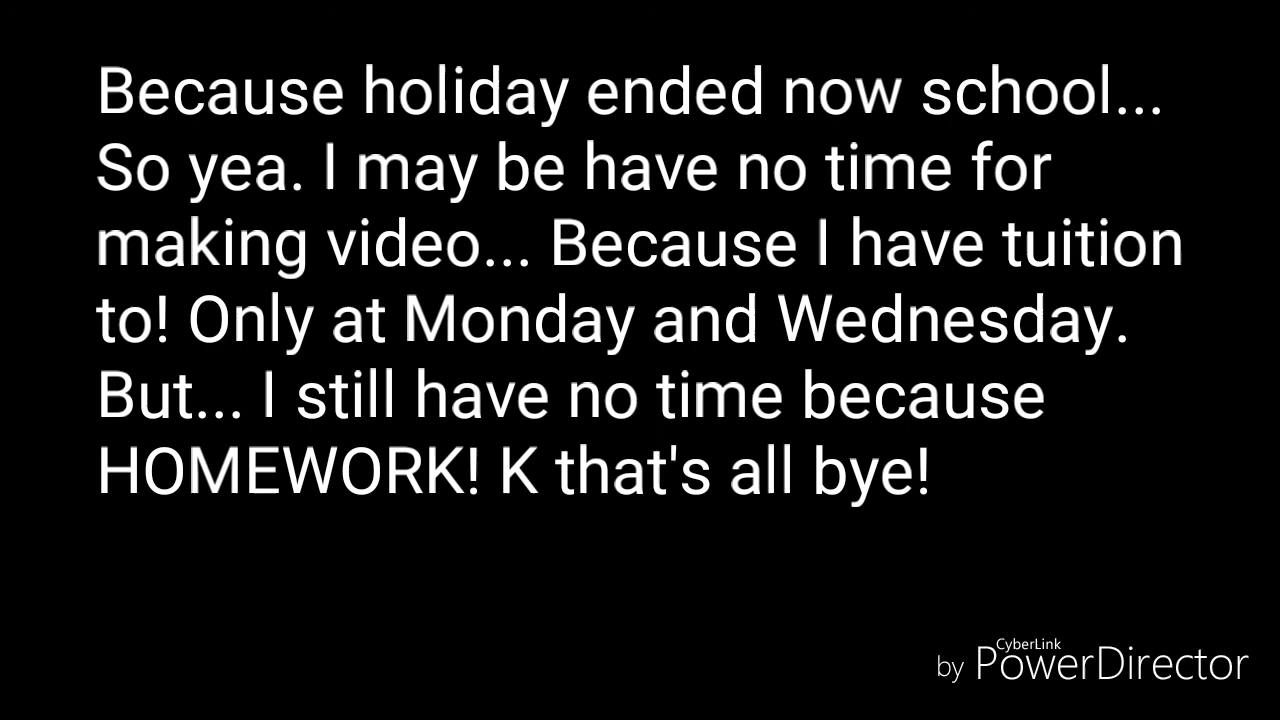 Because holiday ended now school...
So yea. I may be have no time for
making video... Because I have tuition
to! Only at Monday and Wednesday.
But... I still have no time because
HOMEWORK! K that's all bye!
by CyberLink PowerDirector